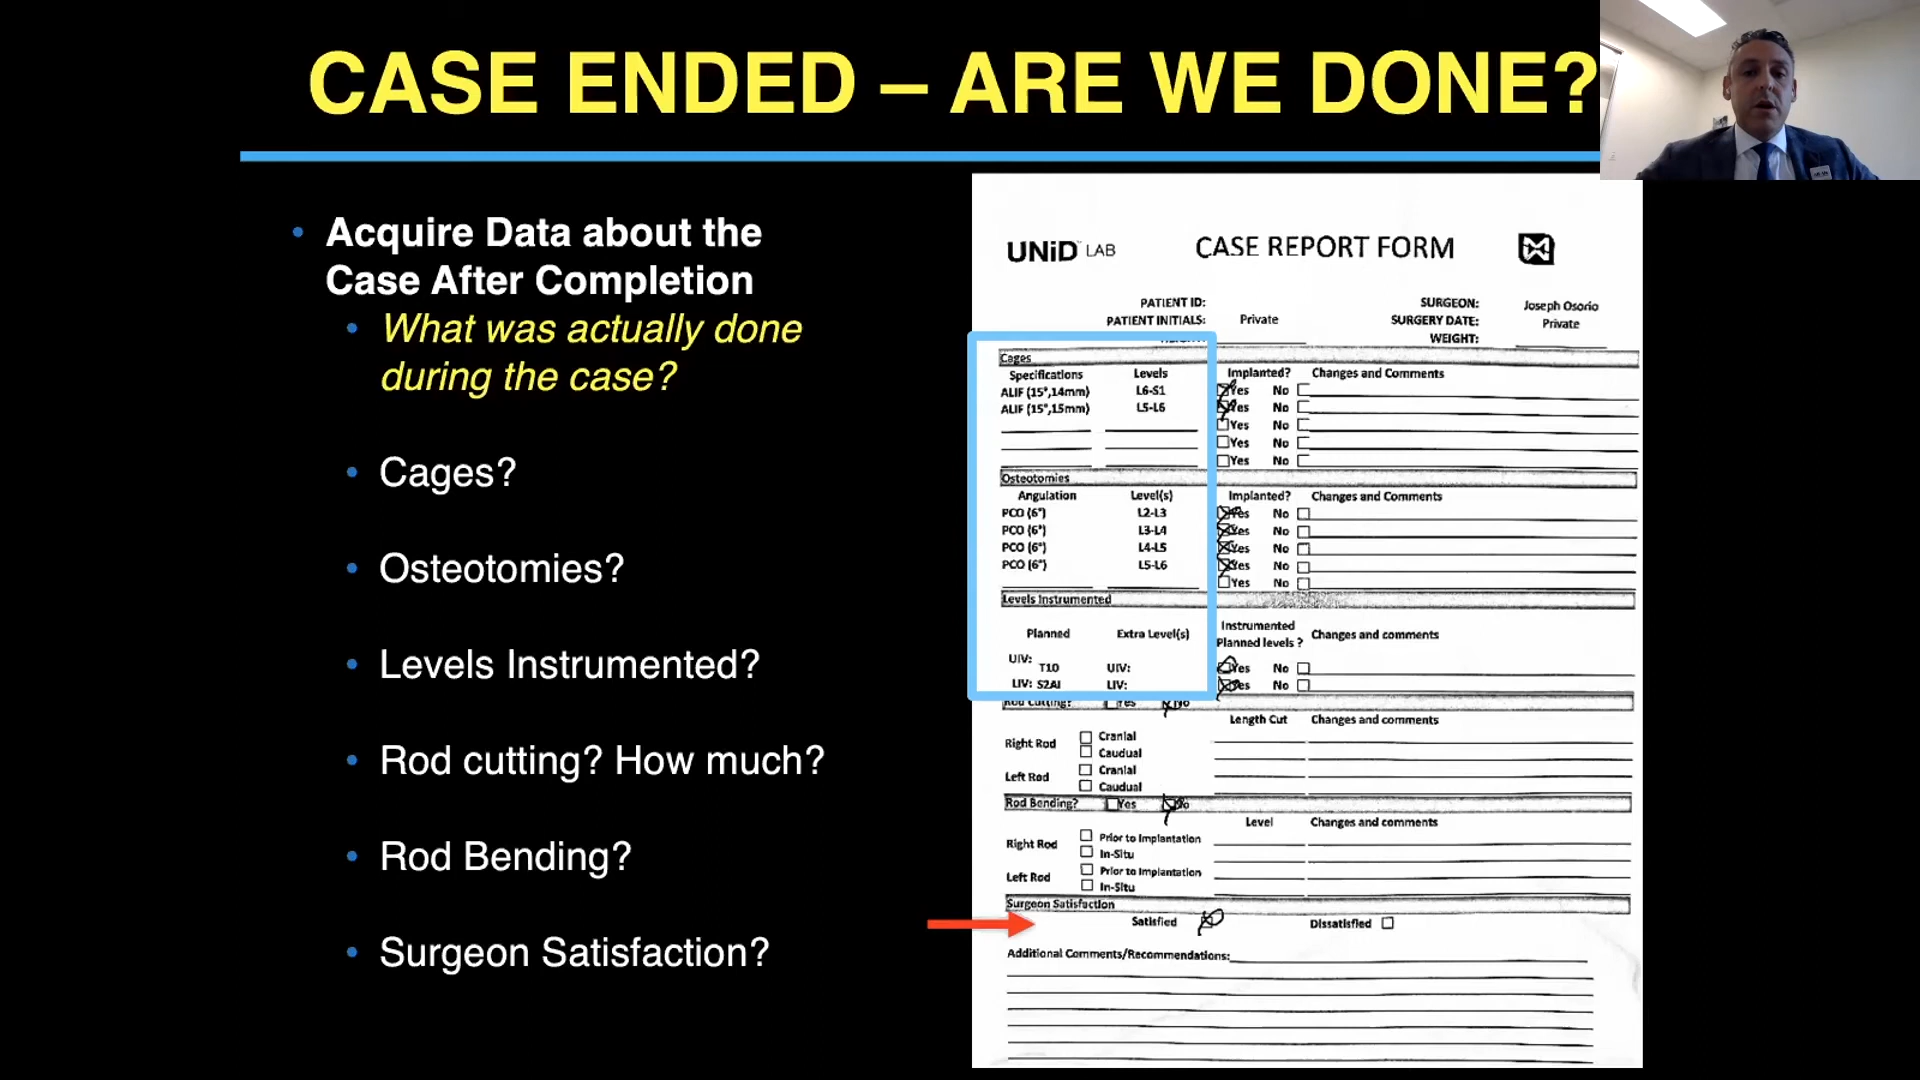 CASE ENDED – ARE WE DONE?
• Acquire Data about the
Case After Completion
• What was actually done
during the case?
• Cages?
• Osteotomies?
• Levels Instrumented?
• Rod cutting? How much?
• Rod Bending?
• Surgeon Satisfaction?
UNiD LAB CASE REPORT FORM
PATIENT ID: SURGEON: Joseph Osorio
PATIENT INITIALS: Private SURGERY DATE: Private
WEIGHT:
Cages
Specifications Levels Implanted? Changes and Comments
ALIF (15°,14mm) L6-S1 Yes No
ALIF (15°,15mm) L5-L6 Yes No
Yes No
Yes No
Yes No
Osteotomies
Angulation Level(s) Implanted? Changes and Comments
PCO (6°) L2-L3 Yes No
PCO (6°) L3-L4 Yes No
PCO (6°) L4-L5 Yes No
PCO (6°) L5-L6 Yes No
Yes No
Levels Instrumented
Planned Extra Level(s) Instrumented Planned levels ? Changes and comments
UIV: T10 UIV: Yes No
LIV: S2AI LIV: Yes No
Rod Cutting? Yes No
Length Cut Changes and comments
Right Rod Cranial
Caudual
Left Rod Cranial
Caudual
Rod Bending? Yes No
Level Changes and comments
Right Rod Prior to Implantation
In-Situ
Left Rod Prior to Implantation
In-Situ
Surgeon Satisfaction
Satisfied Dissatisfied
Additional Comments/Recommendations: